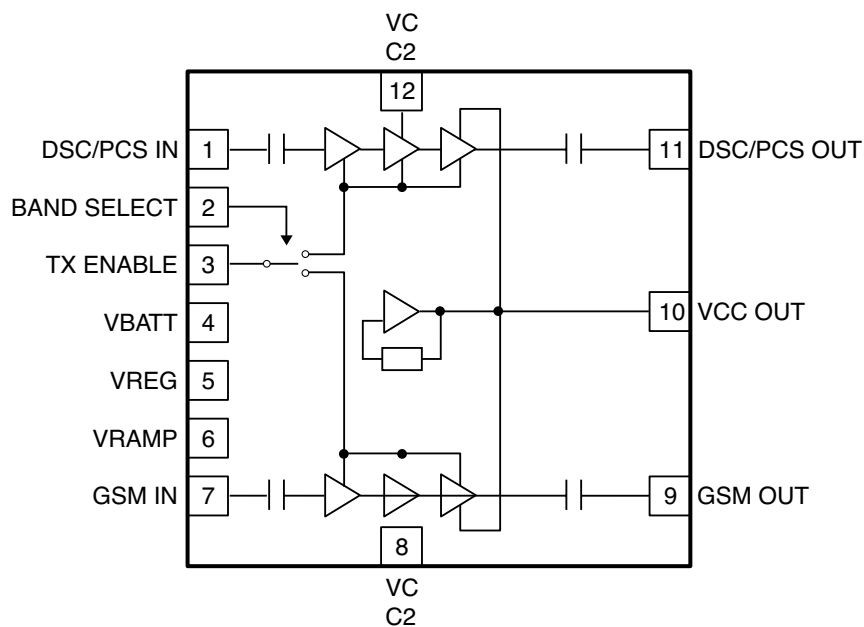 VC
C2
12
DSC/PCS IN 1
11 DSC/PCS OUT
BAND SELECT 2
TX ENABLE 3
VBATT 4
10 VCC OUT
VREG 5
VRAMP 6
GSM IN 7
9 GSM OUT
8
VC
C2